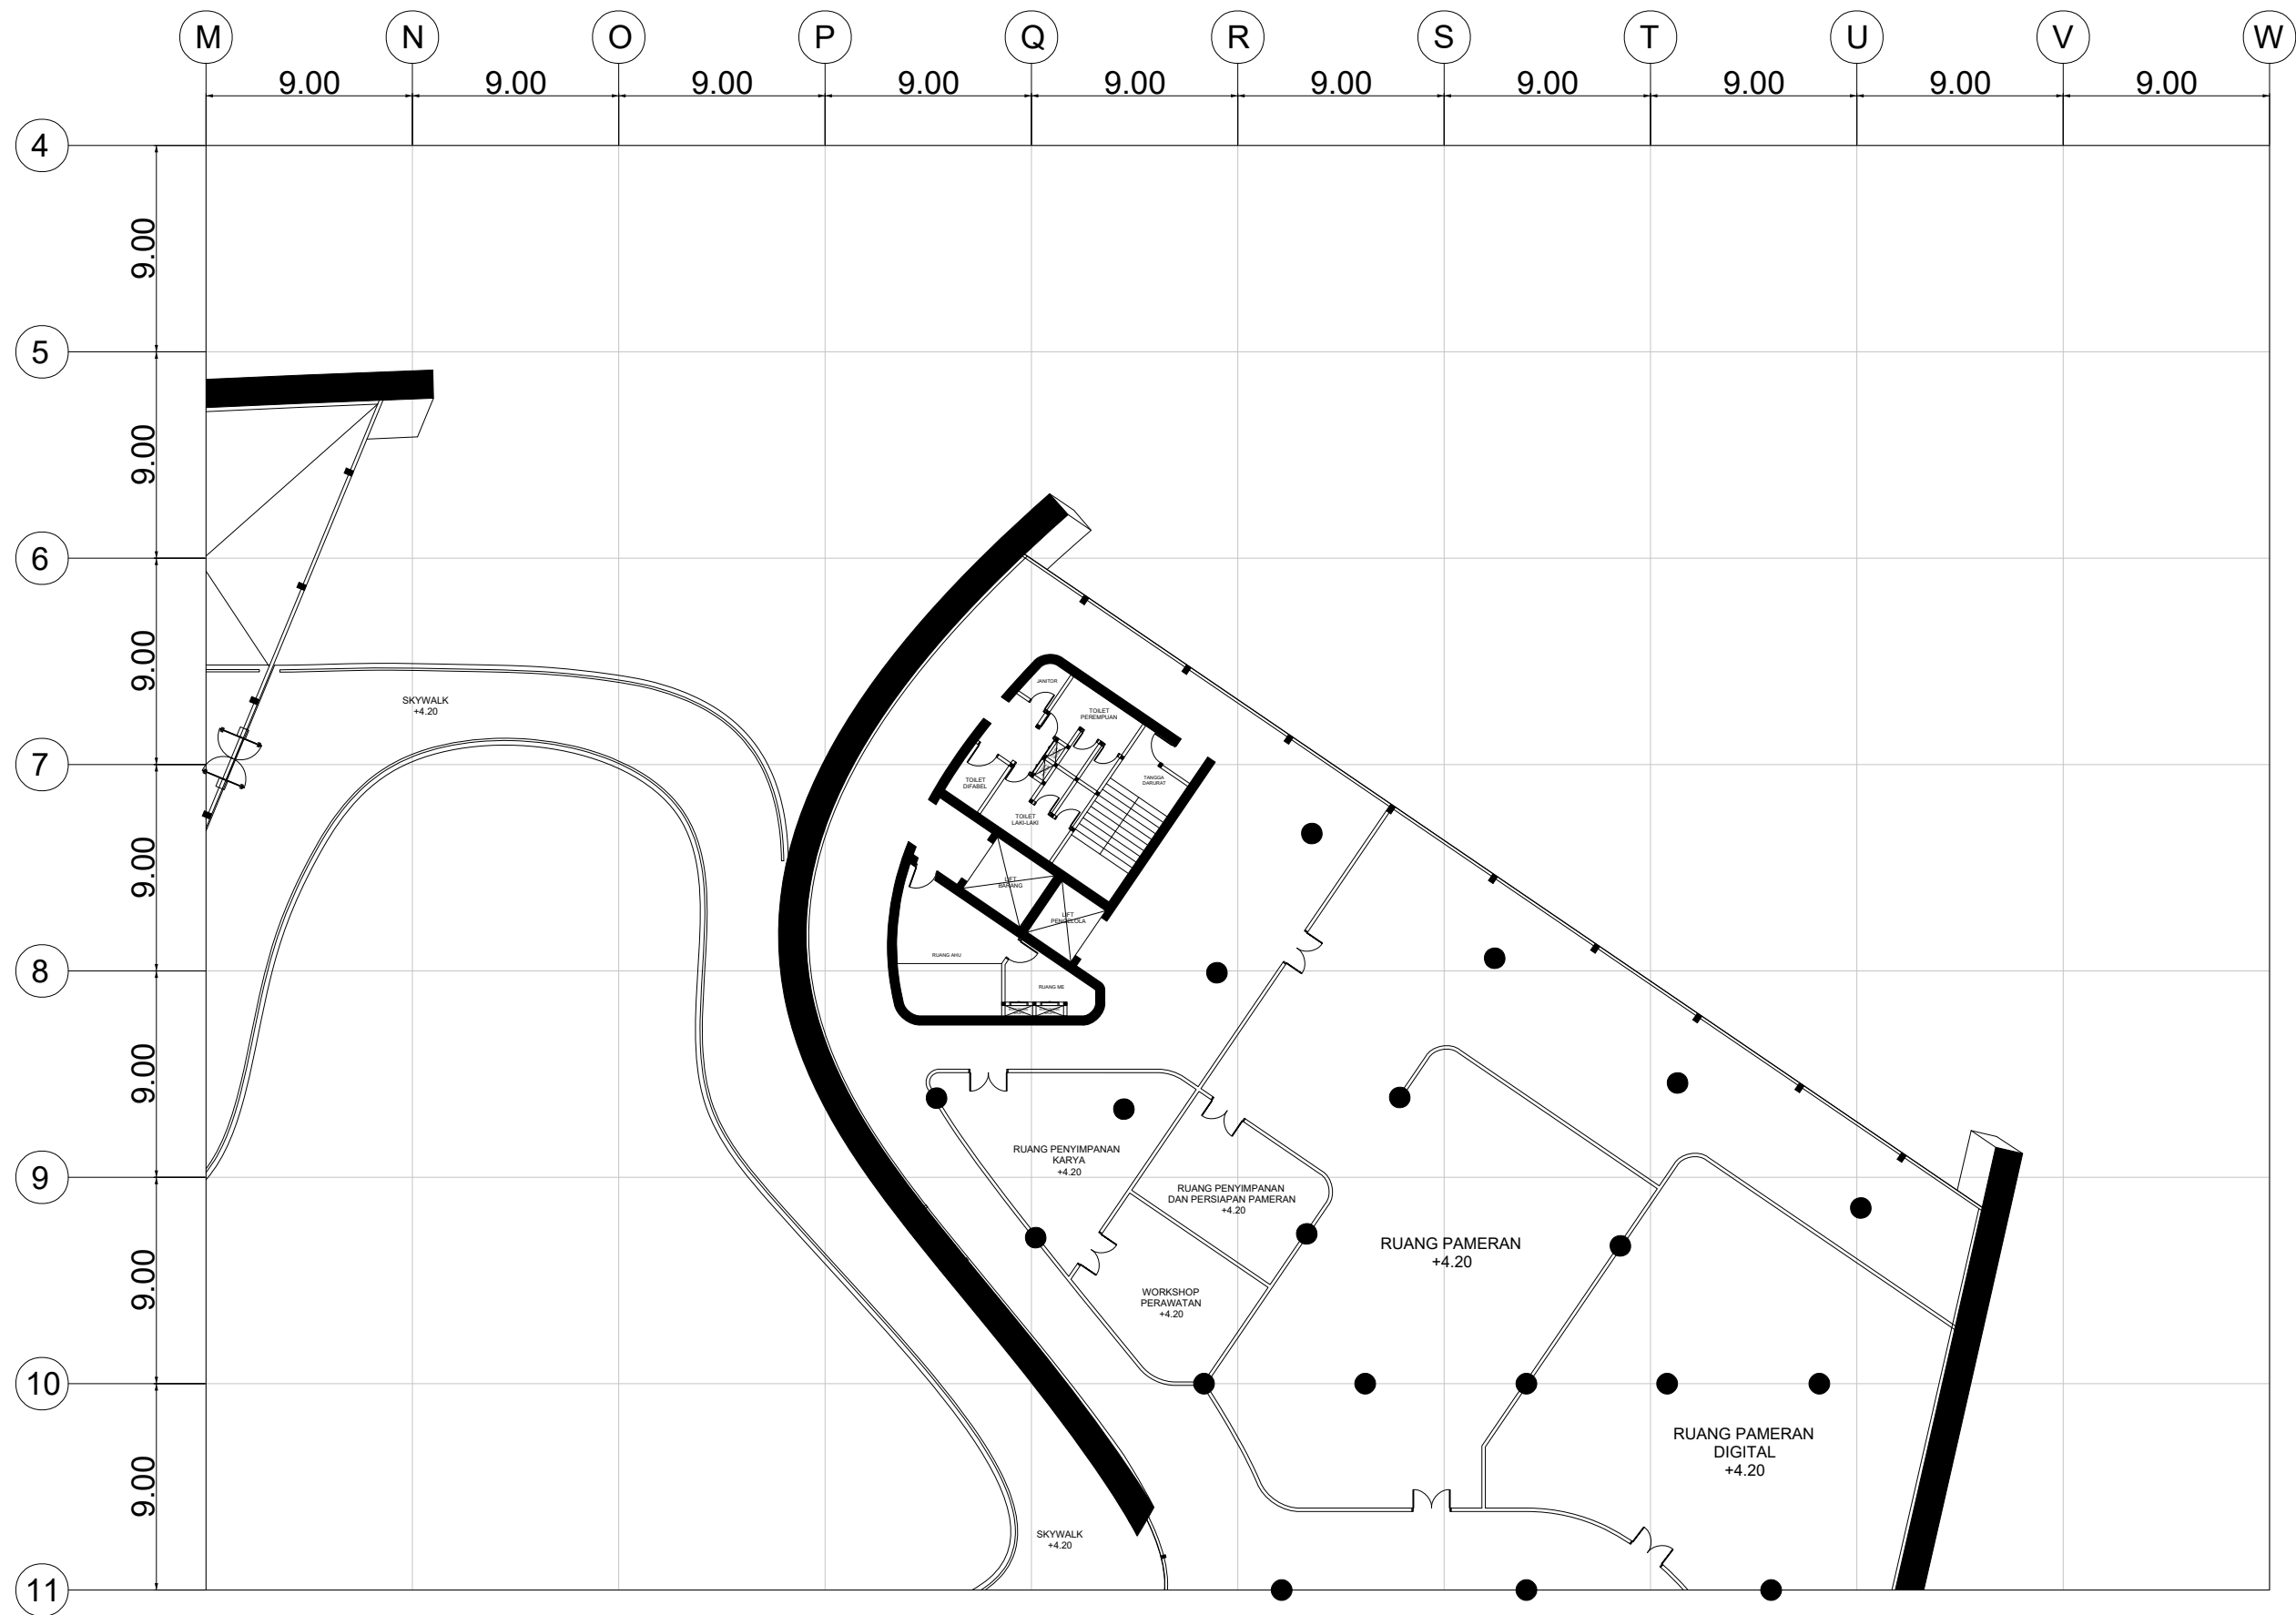 M N O P Q R S T U V W
9.00 9.00 9.00 9.00 9.00 9.00 9.00 9.00 9.00 9.00
4
9.00
5
9.00
6
9.00
7
9.00
8
9.00
9
9.00
10
9.00
11
SKYWALK
+4.20
JANITOR
TOILET
PEREMPUAN
TOILET
DIFABEL
TANGGA
DARURAT
TOILET
LAKI-LAKI
LIFT
BARANG
LIFT
PENGELOLA
RUANG AHU
RUANG ME
RUANG PENYIMPANAN
KARYA
+4.20
RUANG PENYIMPANAN
DAN PERSIAPAN PAMERAN
+4.20
RUANG PAMERAN
+4.20
WORKSHOP
PERAWATAN
+4.20
RUANG PAMERAN
DIGITAL
+4.20
SKYWALK
+4.20